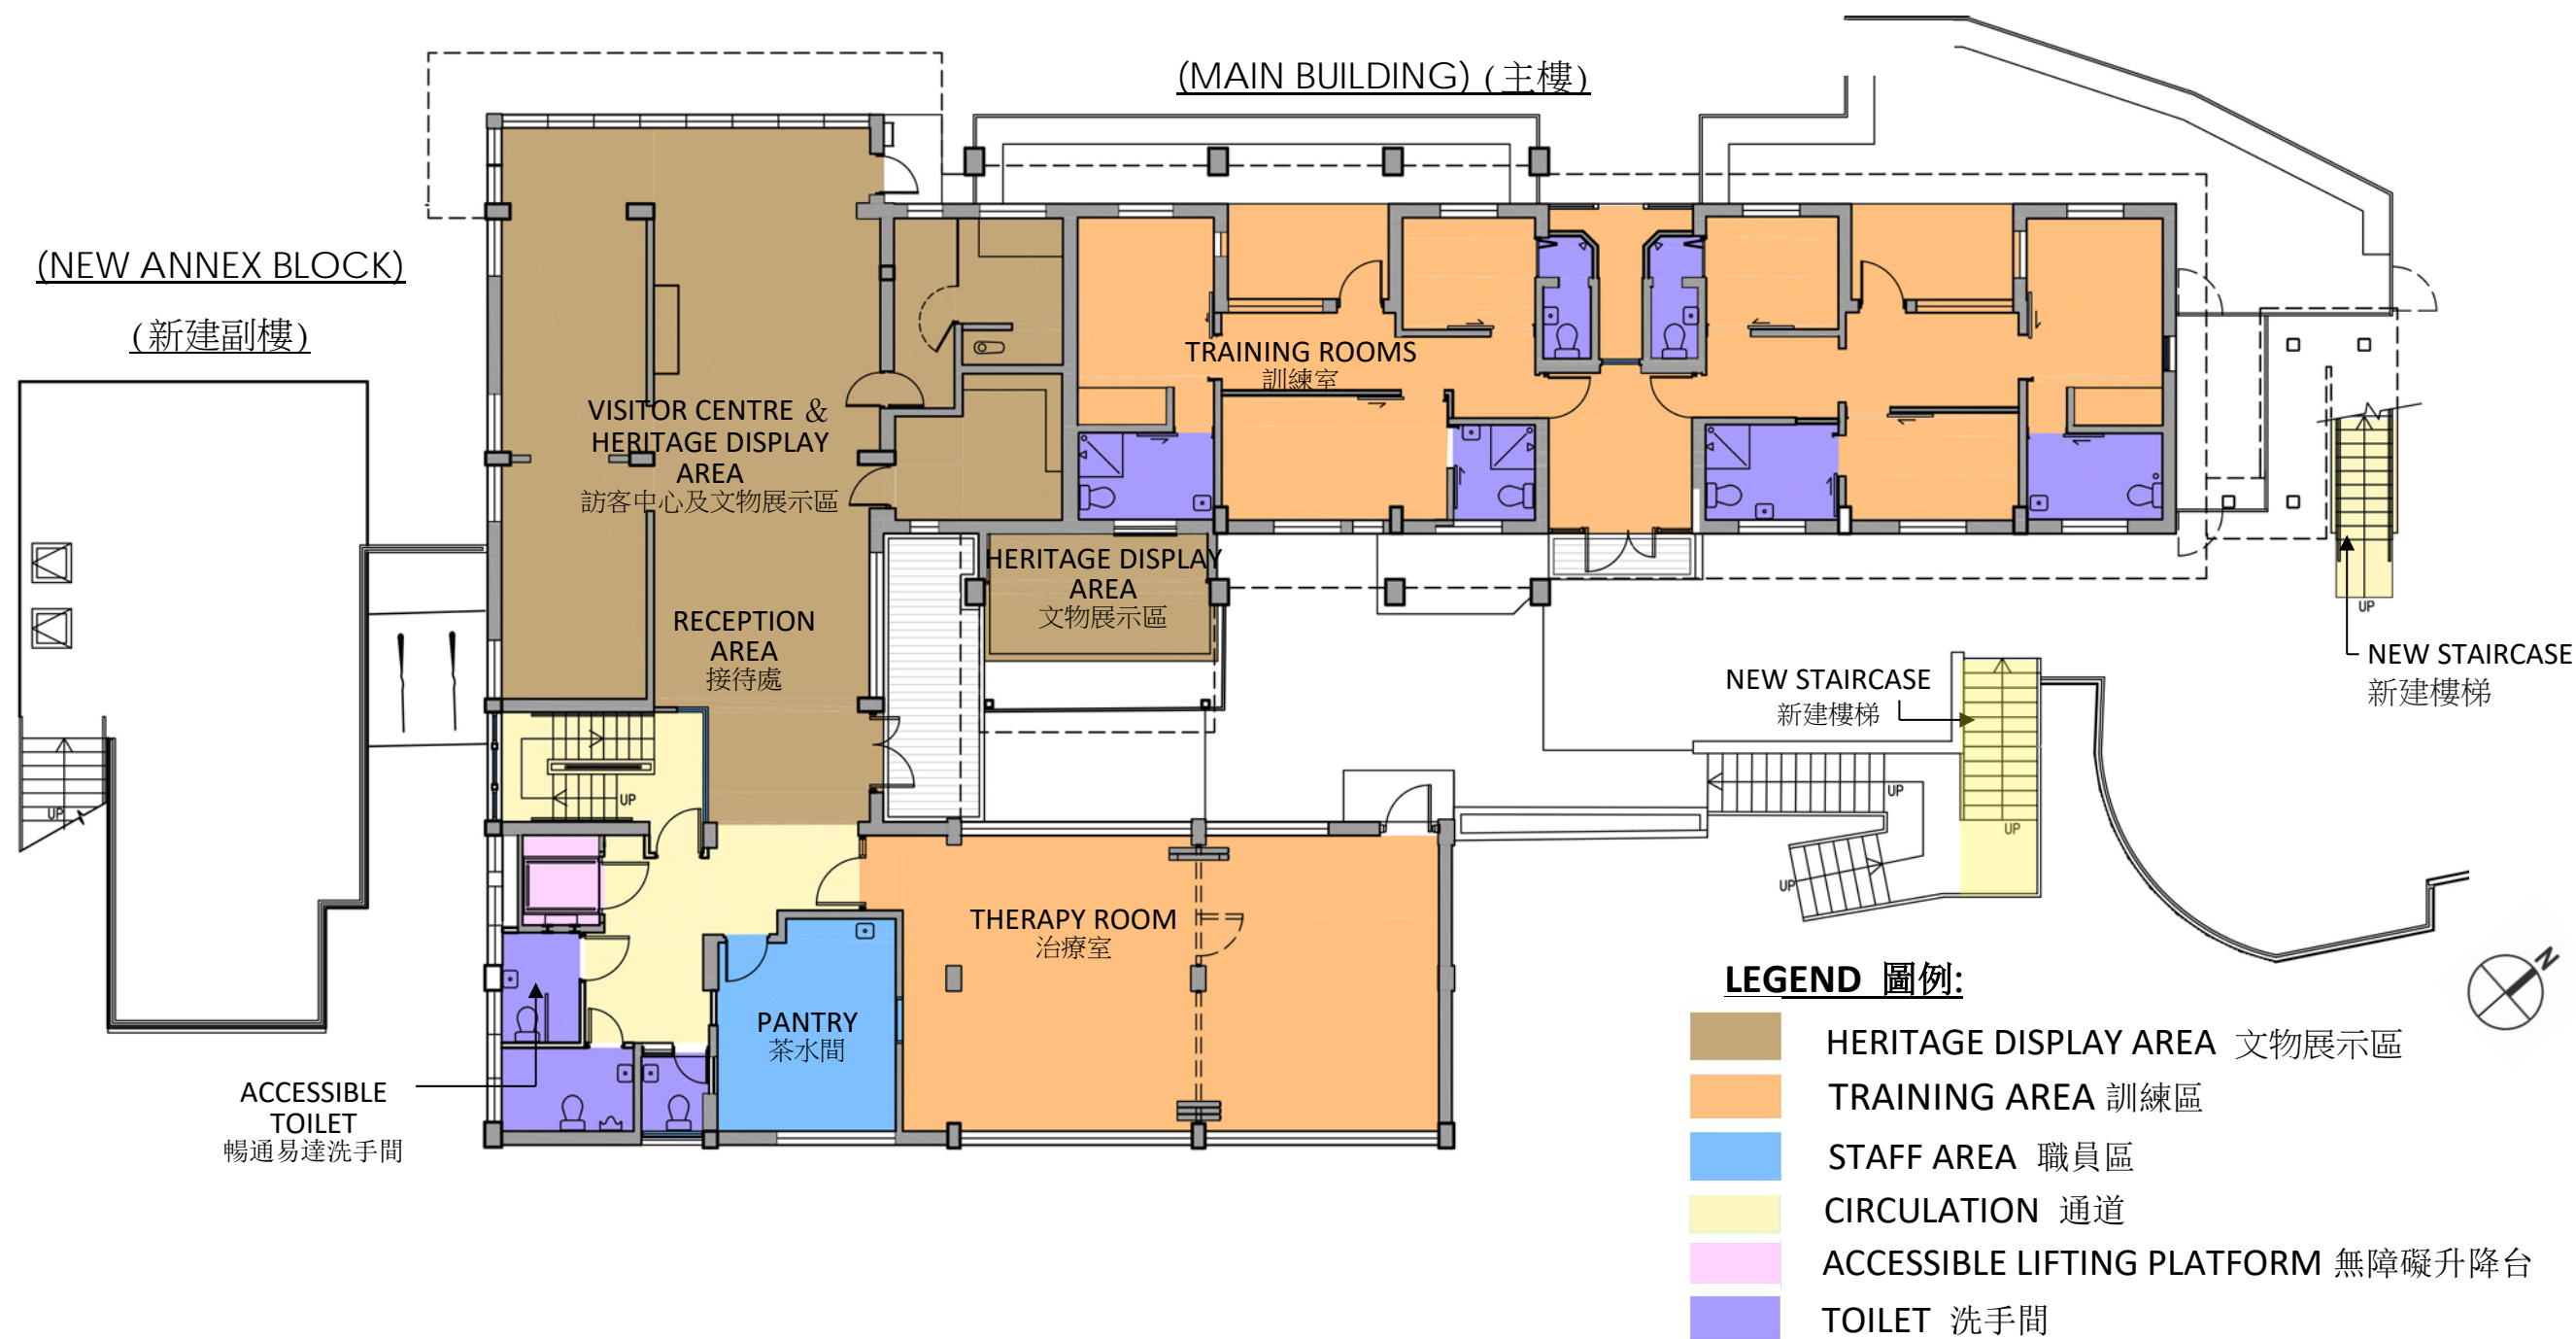 (MAIN BUILDING) (主樓)
(NEW ANNEX BLOCK)
(新建副樓)
VISITOR CENTRE &
HERITAGE DISPLAY
AREA
訪客中心及文物展示區
TRAINING ROOMS
訓練室
HERITAGE DISPLAY
AREA
文物展示區
RECEPTION
AREA
接待處
UP
NEW STAIRCASE
新建樓梯
NEW STAIRCASE
新建樓梯
UP
UP
UP
UP
UP
THERAPY ROOM
治療室
PANTRY
茶水間
ACCESSIBLE
TOILET
暢通易達洗手間
N
LEGEND 圖例:
HERITAGE DISPLAY AREA 文物展示區
TRAINING AREA 訓練區
STAFF AREA 職員區
CIRCULATION 通道
ACCESSIBLE LIFTING PLATFORM 無障礙升降台
TOILET 洗手間